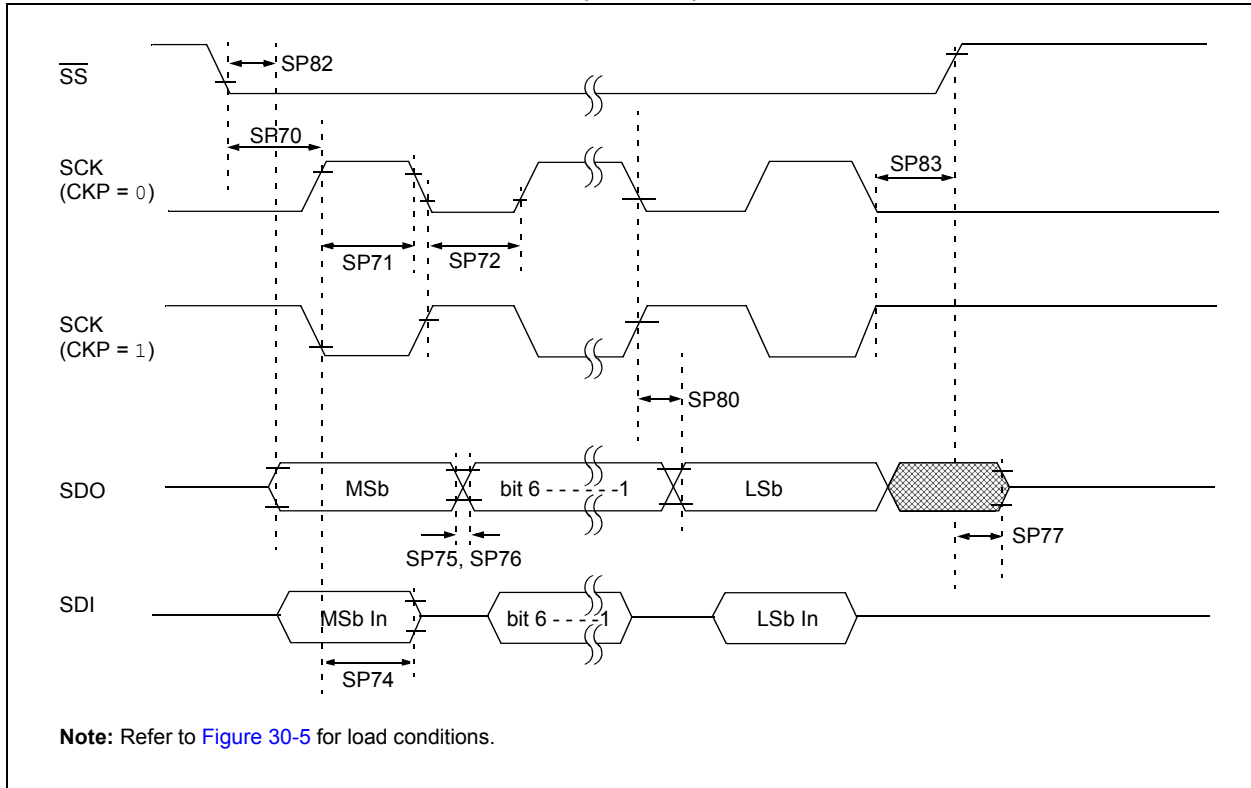 SS
SP82
SP70
SCK
(CKP = 0)
SP83
SP71
SP72
SCK
(CKP = 1)
SP80
SDO
MSb
bit 6 - - - - - -1
LSb
SP75, SP76
SP77
SDI
MSb In
bit 6 - - - -1
LSb In
SP74
Note: Refer to Figure 30-5 for load conditions.